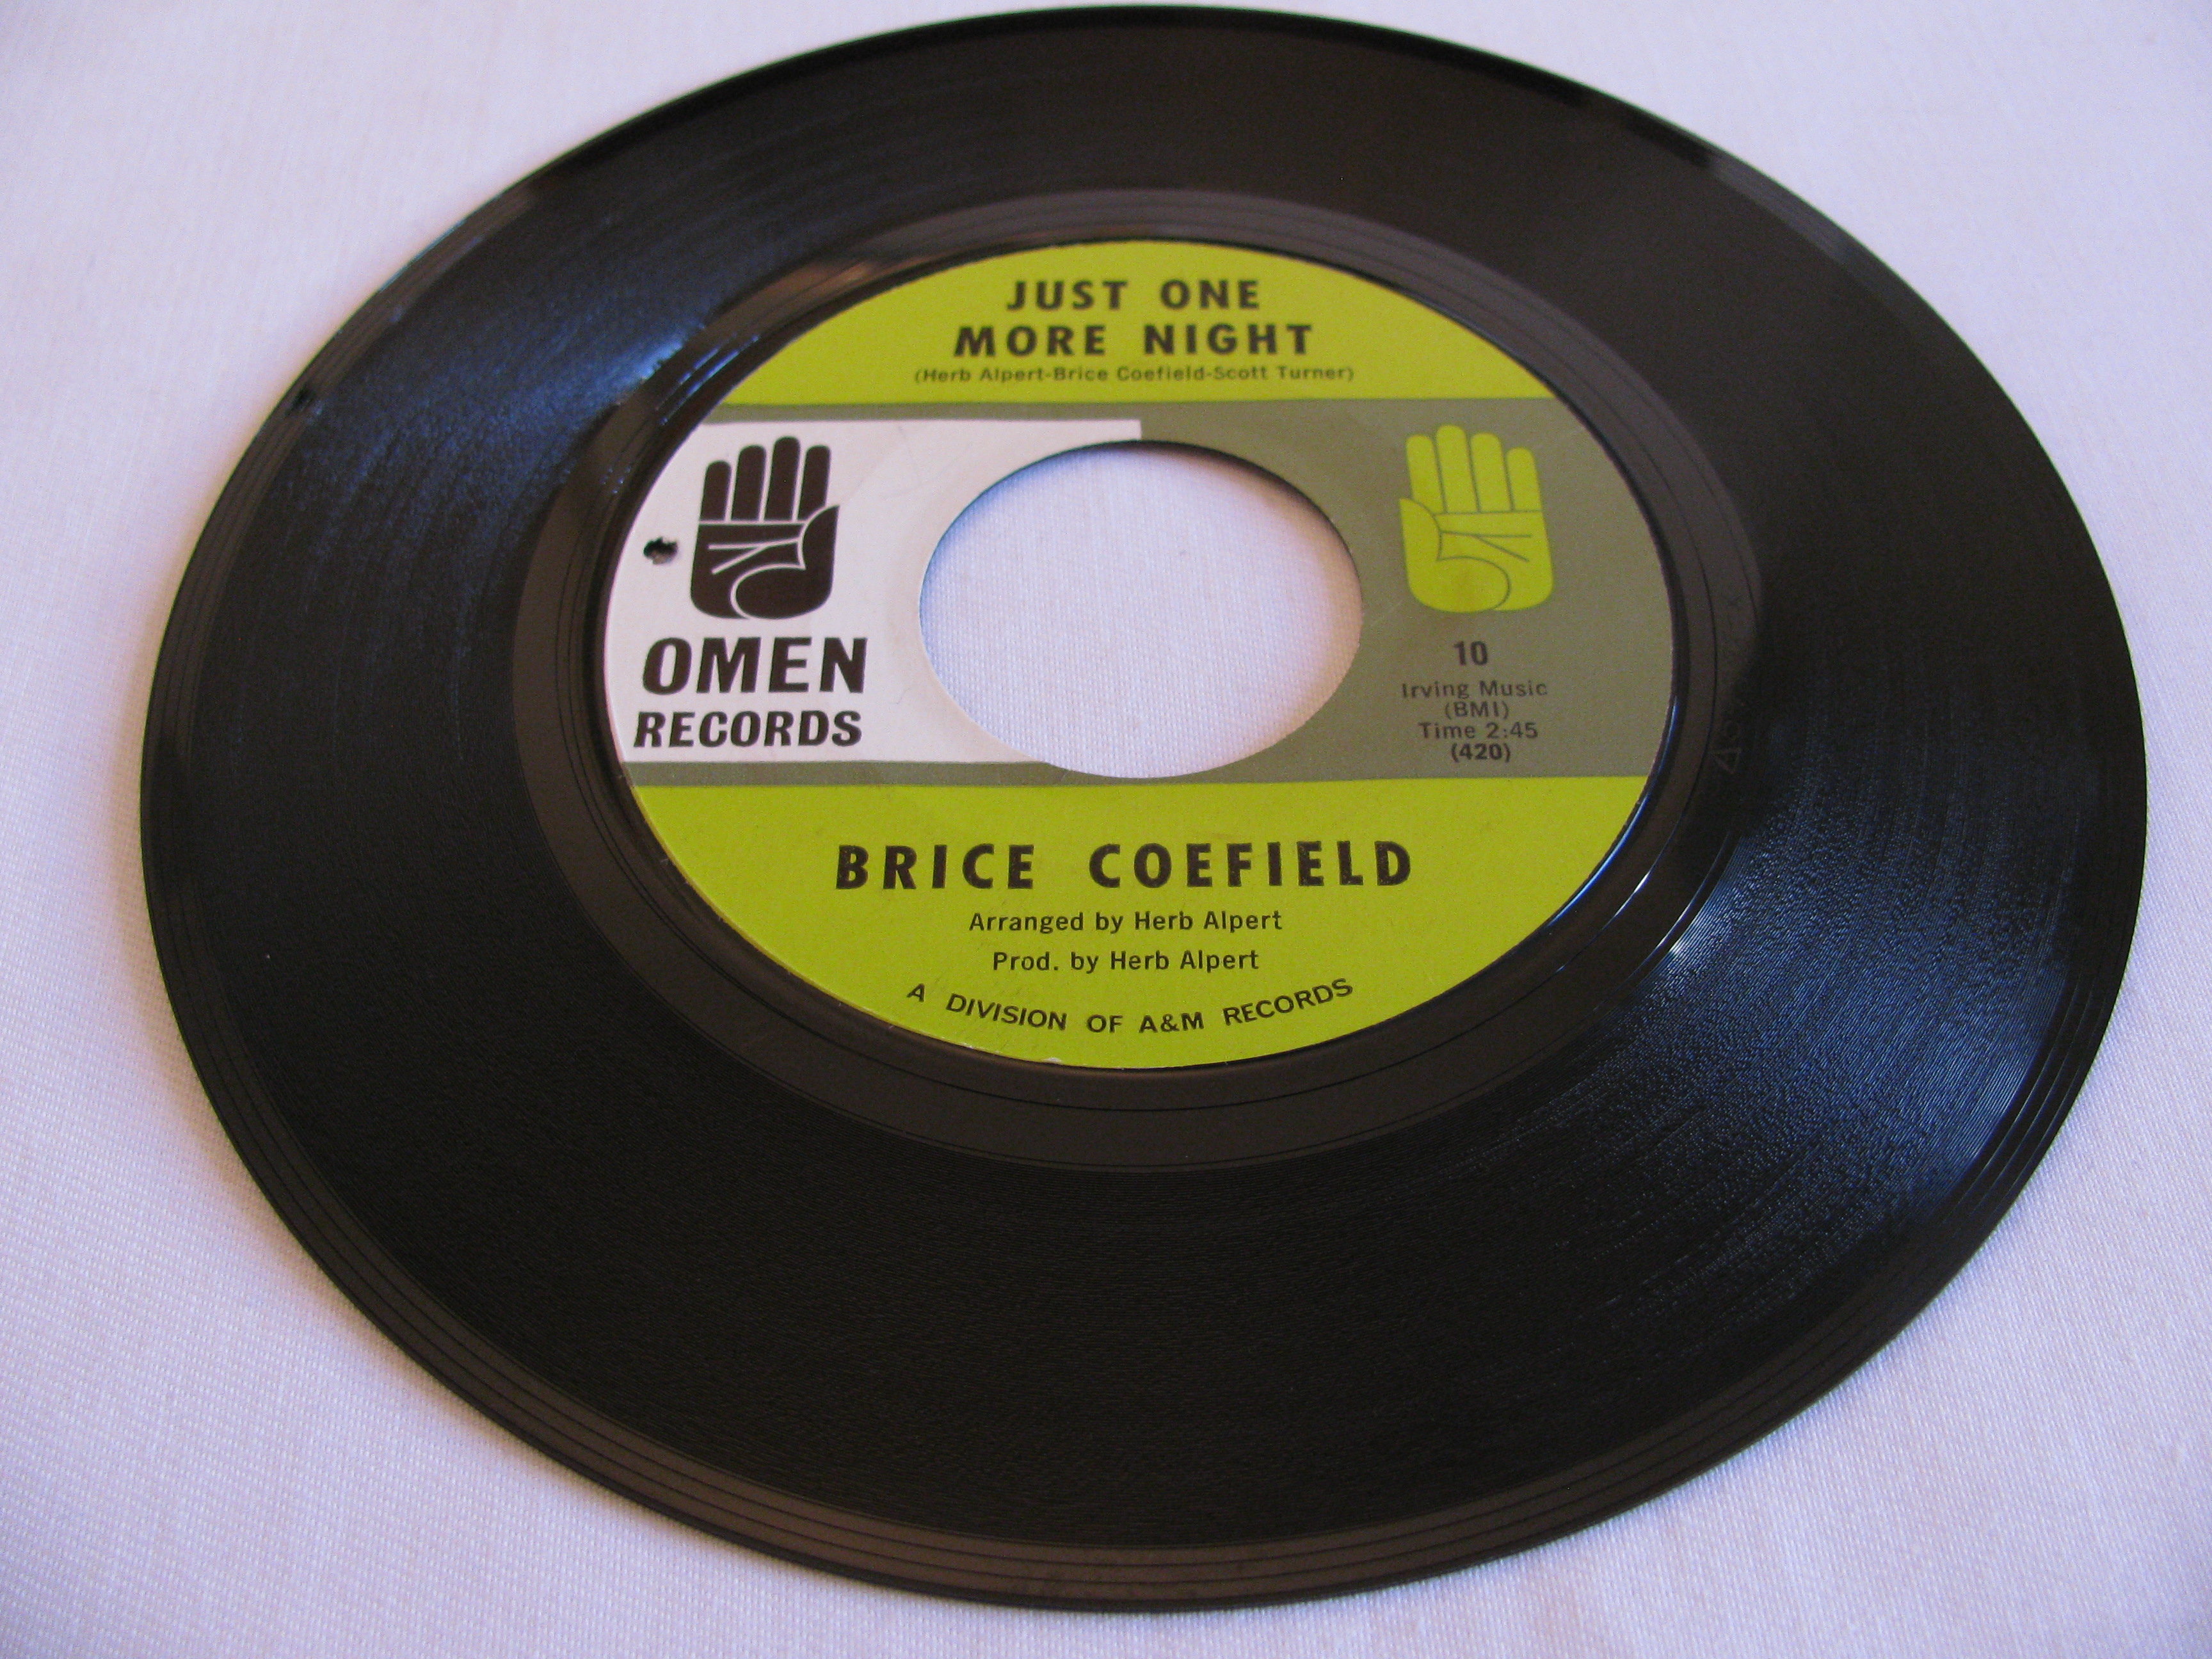 JUST ONE
MORE NIGHT
(Herb Alpert-Brice Coefield-Scott Turner)
OMEN
RECORDS
10
Irving Music
(BMI)
Time 2:45
(420)
BRICE COEFIELD
Arranged by Herb Alpert
Prod. by Herb Alpert
A DIVISION OF A&M RECORDS